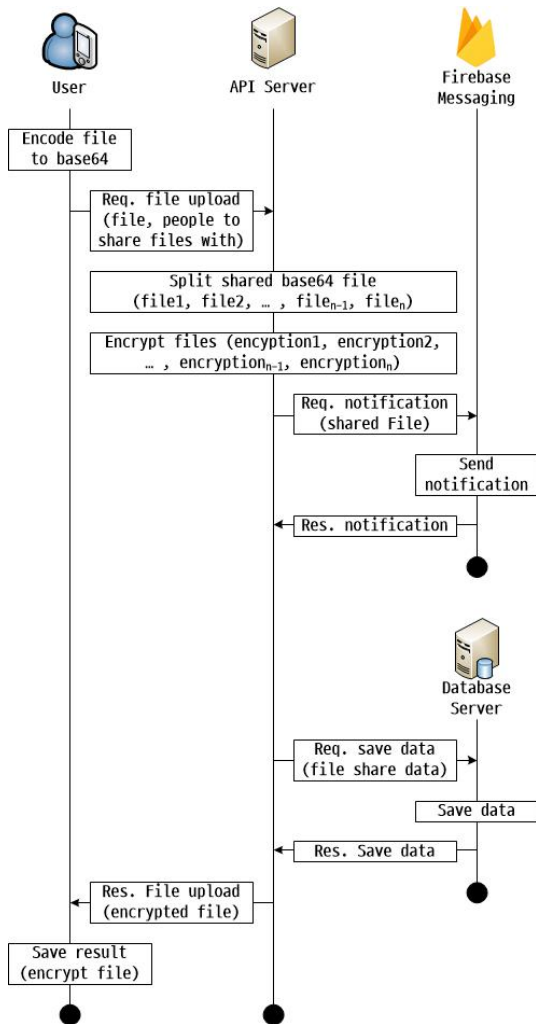 User
API Server
Firebase
Messaging
Encode file
to base64
Req. file upload
(file, people to
share files with)
Split shared base64 file
(file1, file2, … , fileₙ₋₁, fileₙ)
Encrypt files (encyption1, encryption2,
… , encryptionₙ₋₁, encryptionₙ)
Req. notification
(shared File)
Send
notification
Res. notification
Database
Server
Req. save data
(file share data)
Save data
Res. Save data
Res. File upload
(encrypted file)
Save result
(encrypt file)